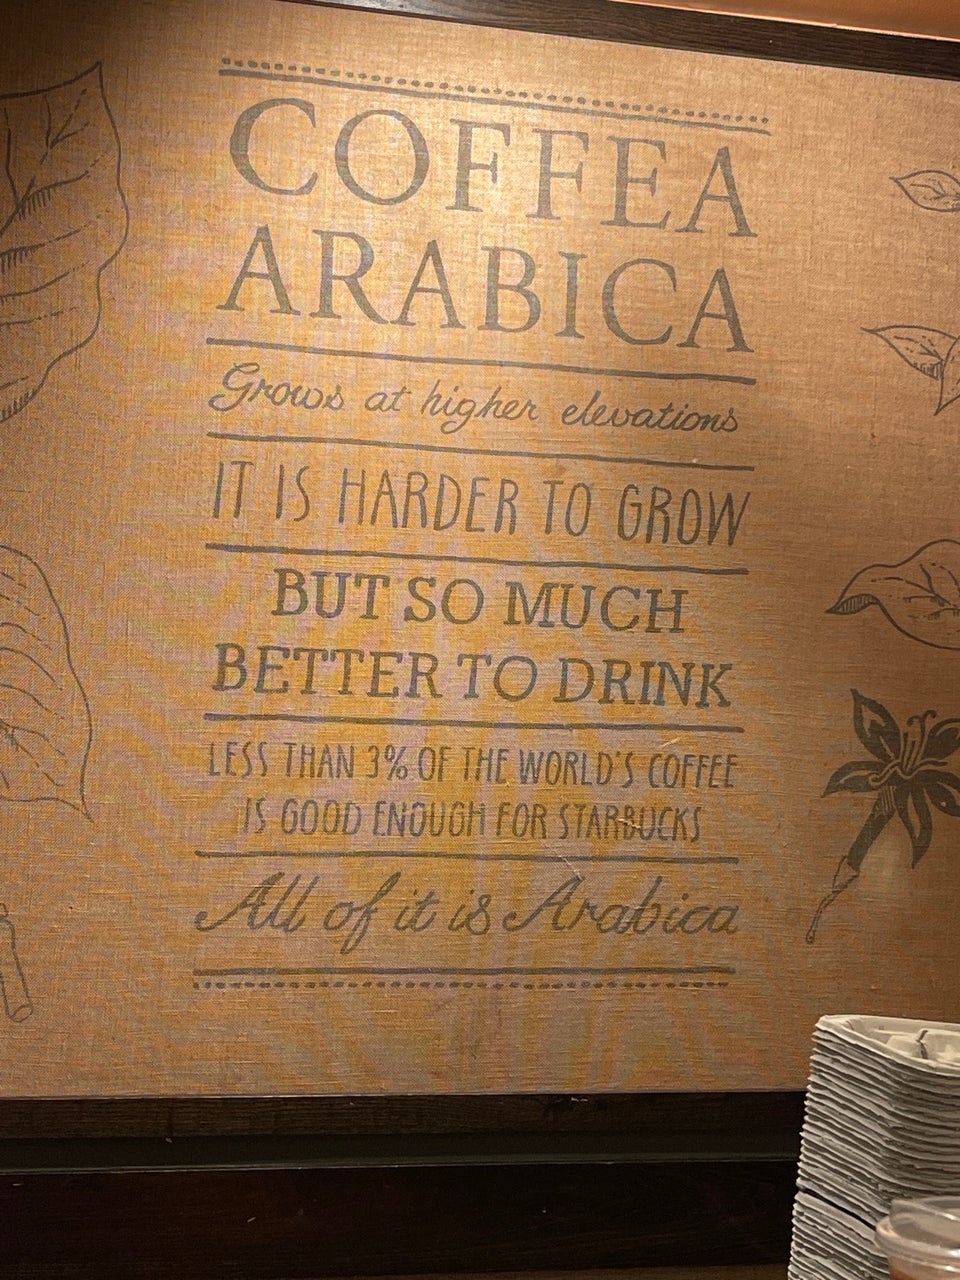 COFFEA
ARABICA
Grows at higher elevations
IT IS HARDER TO GROW
BUT SO MUCH
BETTER TO DRINK
LESS THAN 3% OF THE WORLD'S COFFEE
IS GOOD ENOUGH FOR STARBUCKS
All of it is Arabica